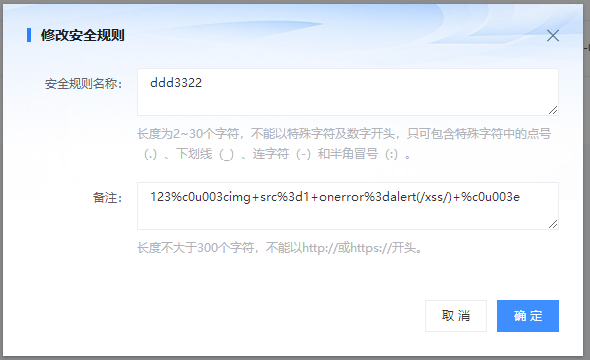 修改安全规则
安全规则名称：
ddd3322
长度为2~30个字符，不能以特殊字符及数字开头，只可包含特殊字符中的点号
（.）、下划线（_）、连字符（-）和半角冒号（:）。
备注：
123%c0u003cimg+src%3d1+onerror%3dalert(/xss/)+%c0u003e
长度不大于300个字符，不能以http://或https://开头。
取 消
确 定